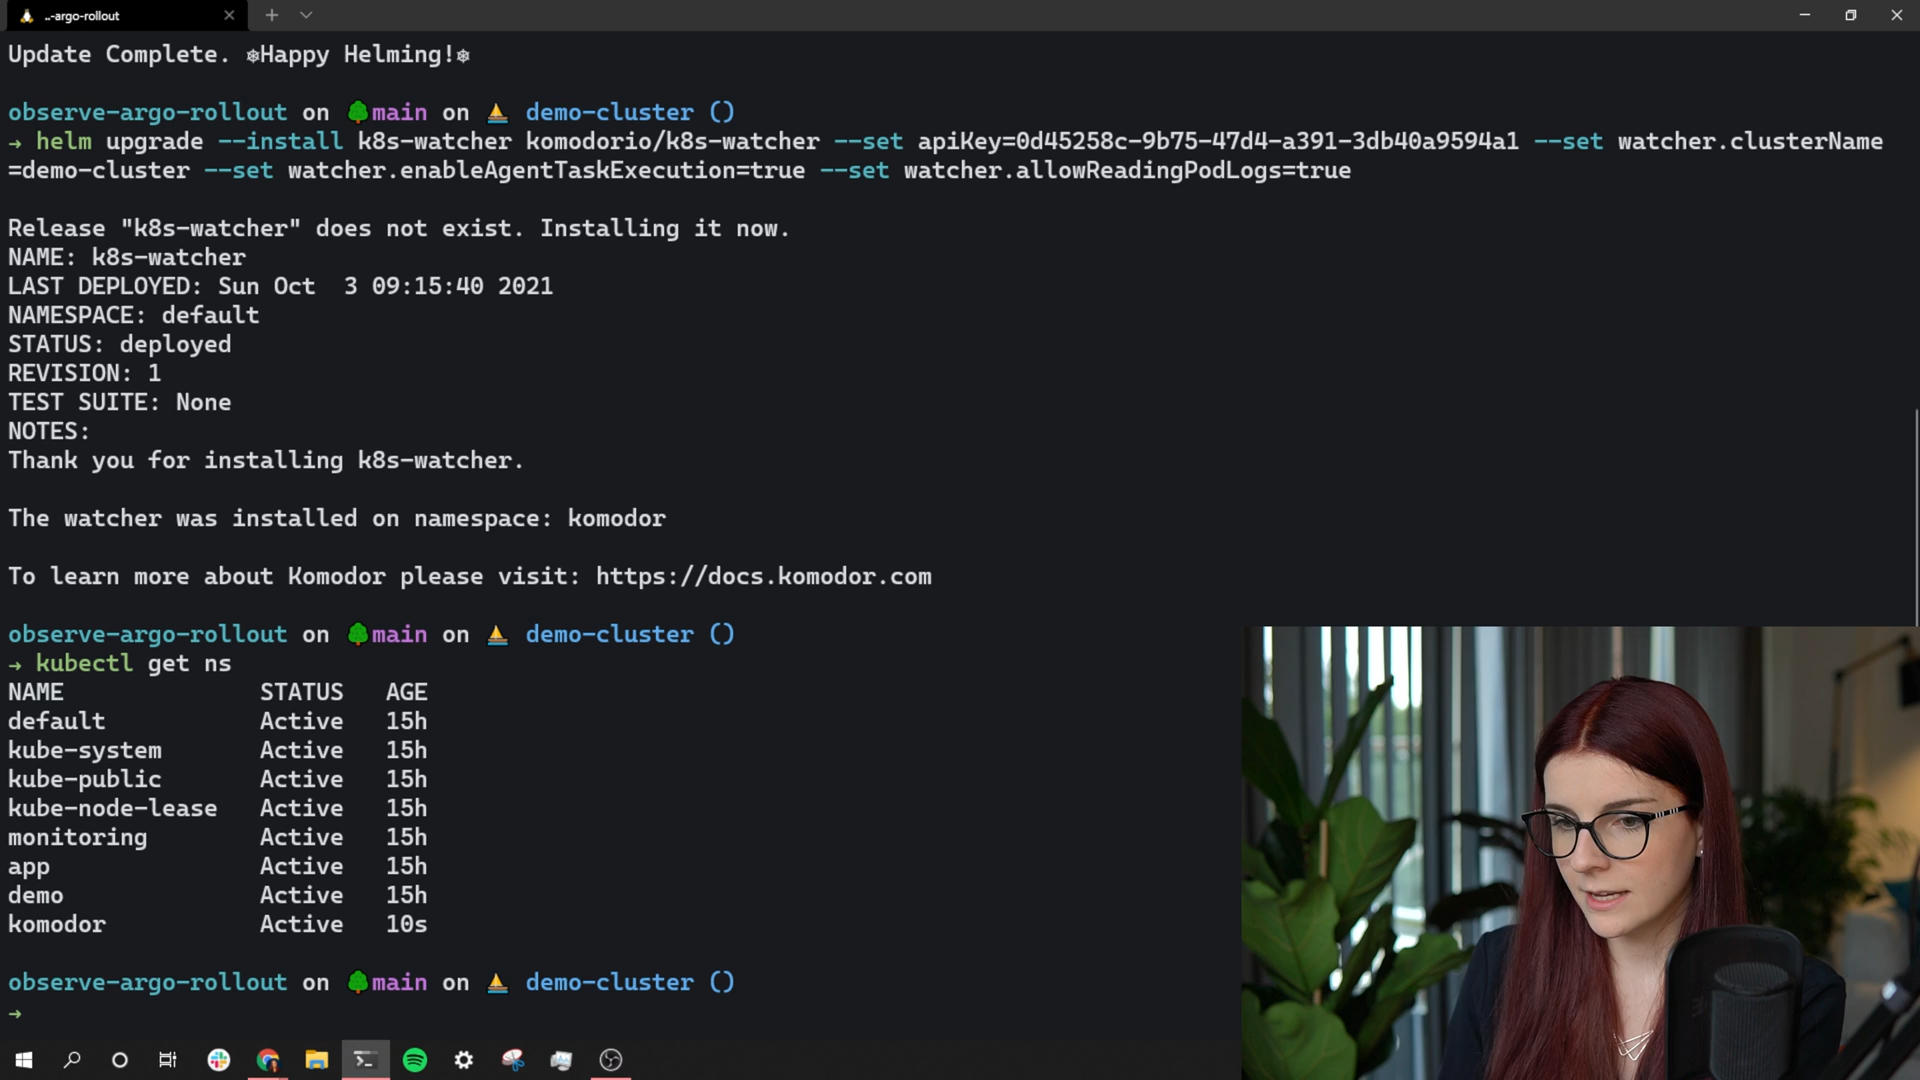 ..-argo-rollout
Update Complete. ⎈Happy Helming!⎈
observe-argo-rollout on main on demo-cluster ()
→ helm upgrade --install k8s-watcher komodorio/k8s-watcher --set apiKey=0d45258c-9b75-47d4-a391-3db40a9594a1 --set watcher.clusterName
=demo-cluster --set watcher.enableAgentTaskExecution=true --set watcher.allowReadingPodLogs=true
Release "k8s-watcher" does not exist. Installing it now.
NAME: k8s-watcher
LAST DEPLOYED: Sun Oct  3 09:15:40 2021
NAMESPACE: default
STATUS: deployed
REVISION: 1
TEST SUITE: None
NOTES:
Thank you for installing k8s-watcher.
The watcher was installed on namespace: komodor
To learn more about Komodor please visit: https://docs.komodor.com
observe-argo-rollout on main on demo-cluster ()
→ kubectl get ns
NAME STATUS AGE
default Active 15h
kube-system Active 15h
kube-public Active 15h
kube-node-lease Active 15h
monitoring Active 15h
app Active 15h
demo Active 15h
komodor Active 10s
observe-argo-rollout on main on demo-cluster ()
→